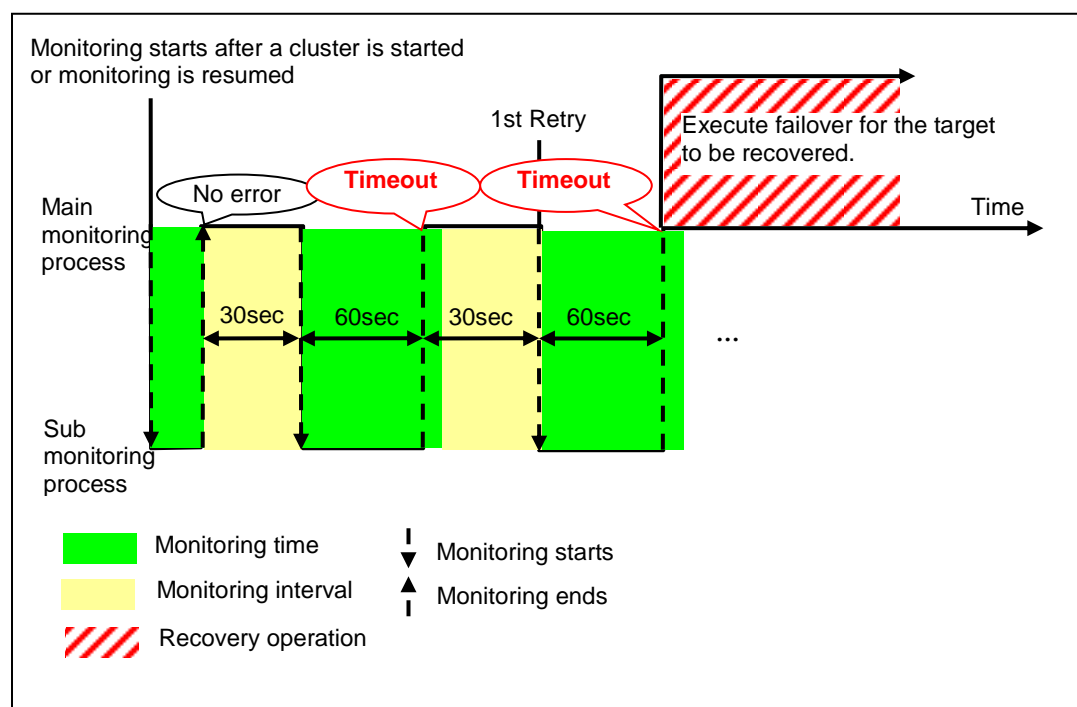 Monitoring starts after a cluster is started
or monitoring is resumed
1st Retry
Execute failover for the target
to be recovered.
No error
Timeout
Timeout
Main
monitoring
process
Time
30sec
60sec
30sec
60sec
...
Sub
monitoring
process
Monitoring time
Monitoring starts
Monitoring interval
Monitoring ends
Recovery operation